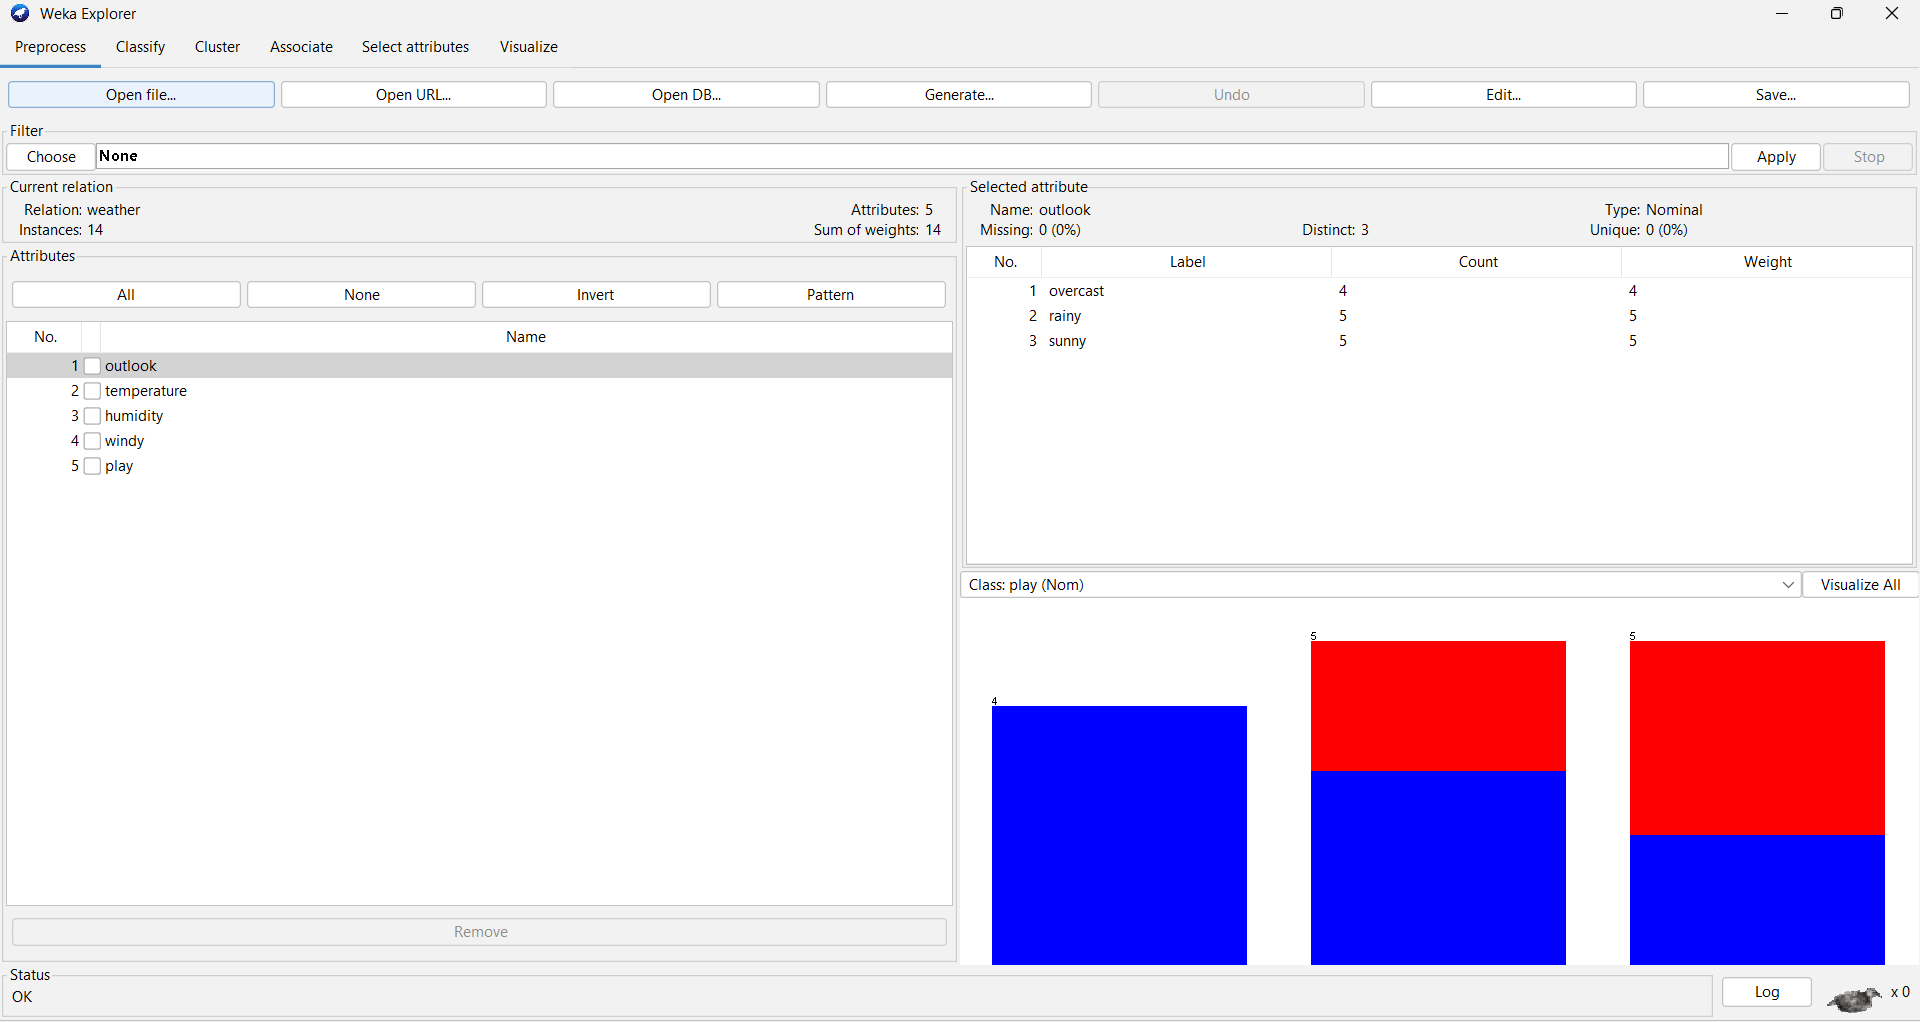 Weka Explorer
Preprocess Classify Cluster Associate Select attributes Visualize
Open file... Open URL... Open DB... Generate... Undo Edit... Save...
Filter
Choose None Apply Stop
Current relation
Relation: weather Attributes: 5
Instances: 14 Sum of weights: 14
Attributes
All None Invert Pattern
No. Name
1 outlook
2 temperature
3 humidity
4 windy
5 play
Remove
Selected attribute
Name: outlook Type: Nominal
Missing: 0 (0%) Distinct: 3 Unique: 0 (0%)
No. Label Count Weight
1 overcast 4 4
2 rainy 5 5
3 sunny 5 5
Class: play (Nom) Visualize All
4 5 5
Status
OK Log x 0